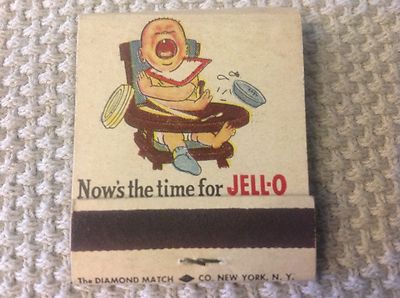 Now's the time for JELL-O
The DIAMOND MATCH CO. NEW YORK, N. Y.